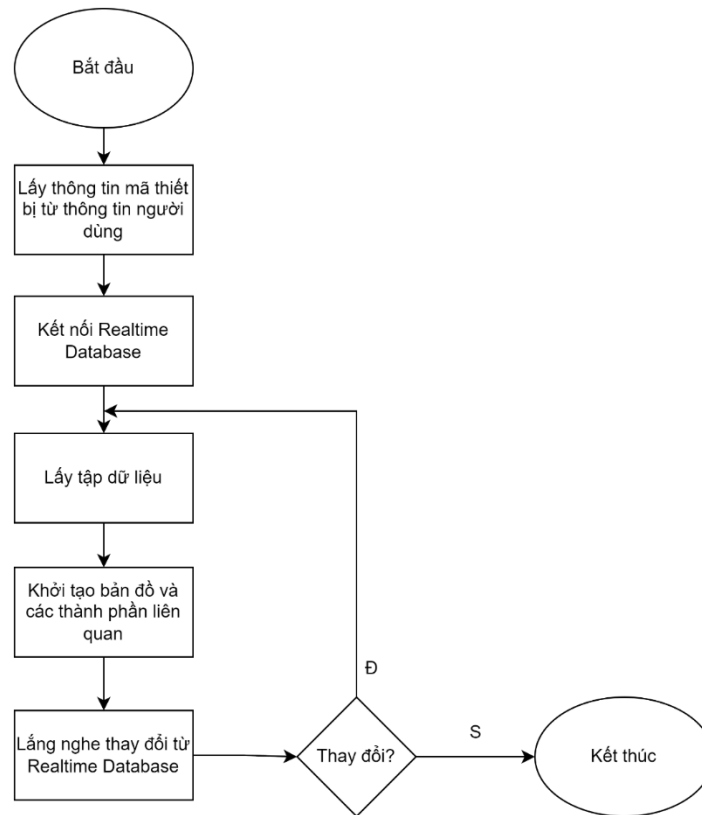 Bắt đầu
Lấy thông tin mã thiết
bị từ thông tin người
dùng
Kết nối Realtime
Database
Lấy tập dữ liệu
Khởi tạo bản đồ và
các thành phần liên
quan
Đ
Lắng nghe thay đổi từ
Realtime Database
Thay đổi?
S
Kết thúc